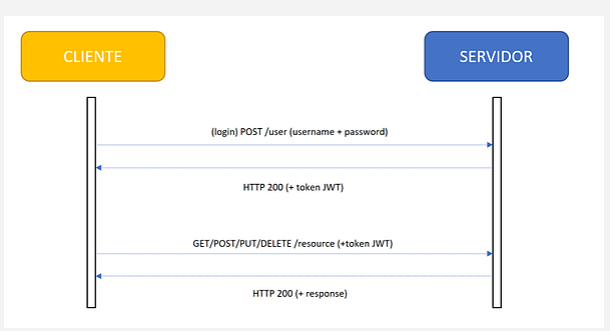 CLIENTE
SERVIDOR
(login) POST /user (username + password)
HTTP 200 (+ token JWT)
GET/POST/PUT/DELETE /resource (+token JWT)
HTTP 200 (+ response)